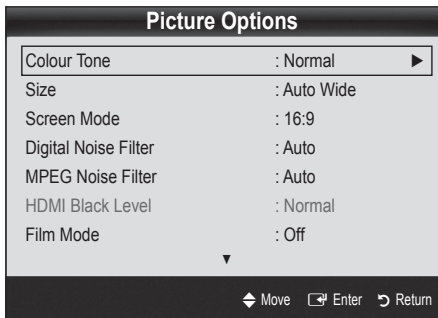 Picture Options
Colour Tone : Normal ►
Size : Auto Wide
Screen Mode : 16:9
Digital Noise Filter : Auto
MPEG Noise Filter : Auto
HDMI Black Level : Normal
Film Mode : Off
▼
Move Enter Return